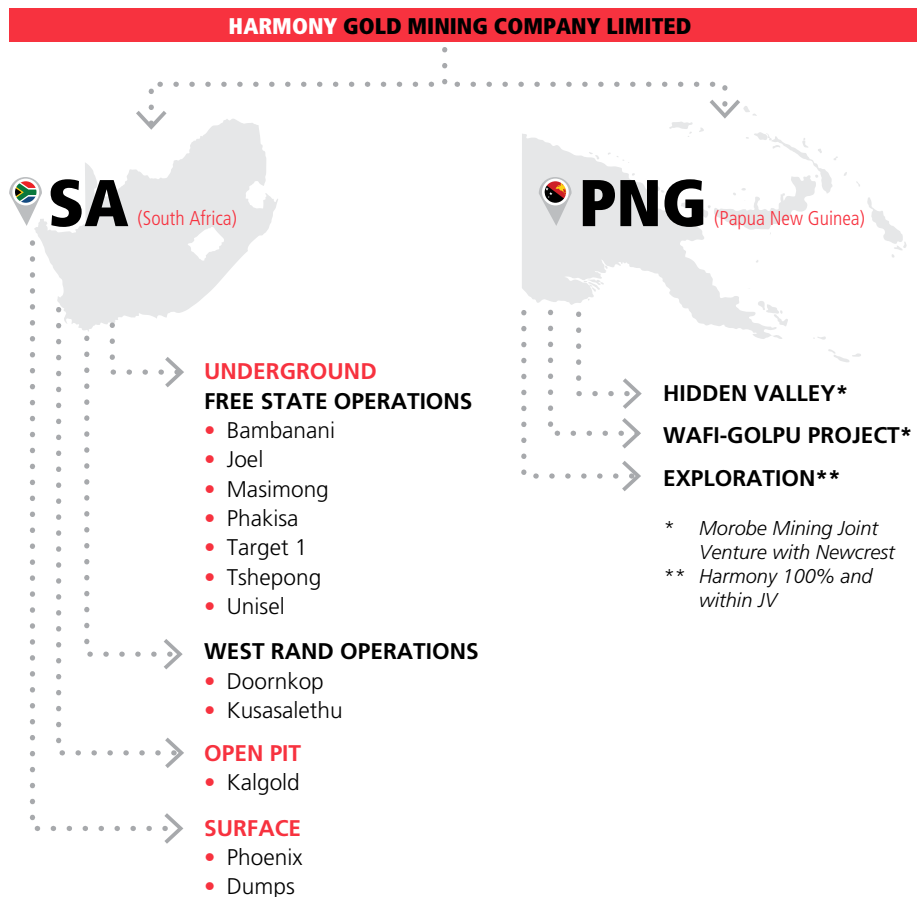 HARMONY GOLD MINING COMPANY LIMITED
SA (South Africa)
UNDERGROUND
FREE STATE OPERATIONS
• Bambanani
• Joel
• Masimong
• Phakisa
• Target 1
• Tshepong
• Unisel
WEST RAND OPERATIONS
• Doornkop
• Kusasalethu
OPEN PIT
• Kalgold
SURFACE
• Phoenix
• Dumps
PNG (Papua New Guinea)
HIDDEN VALLEY*
WAFI-GOLPU PROJECT*
EXPLORATION**
* Morobe Mining Joint
Venture with Newcrest
** Harmony 100% and
within JV